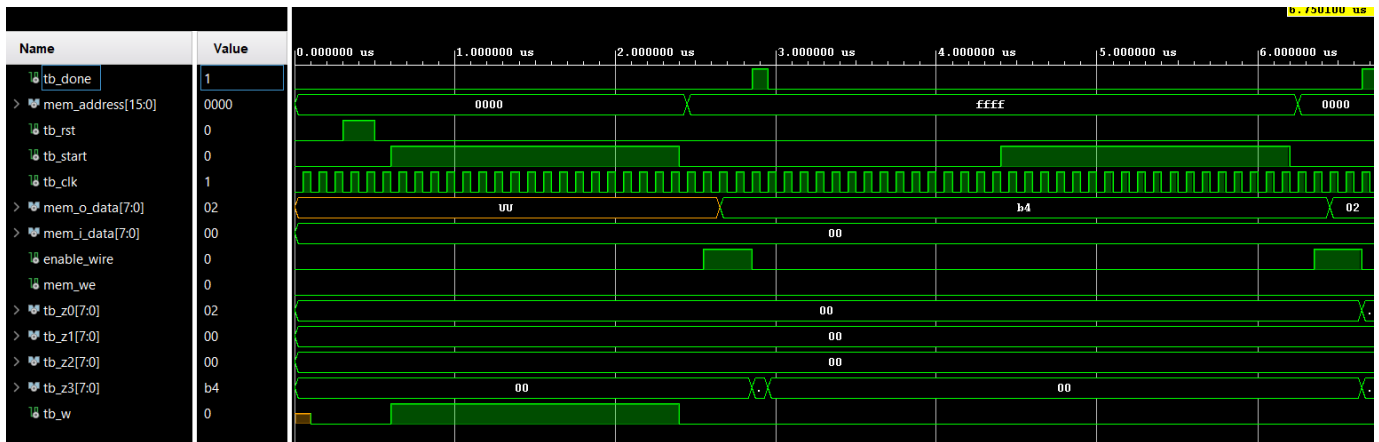 6.750100 us
Name Value 0.000000 us 1.000000 us 2.000000 us 3.000000 us 4.000000 us 5.000000 us 6.000000 us
tb_done 1
mem_address[15:0] 0000 0000 ffff 0000
tb_rst 0
tb_start 0
tb_clk 1
mem_o_data[7:0] 02 UU b4 02
mem_i_data[7:0] 00 00
enable_wire 0
mem_we 0
tb_z0[7:0] 02 00 .
tb_z1[7:0] 00 00
tb_z2[7:0] 00 00
tb_z3[7:0] b4 00 . 00 .
tb_w 0